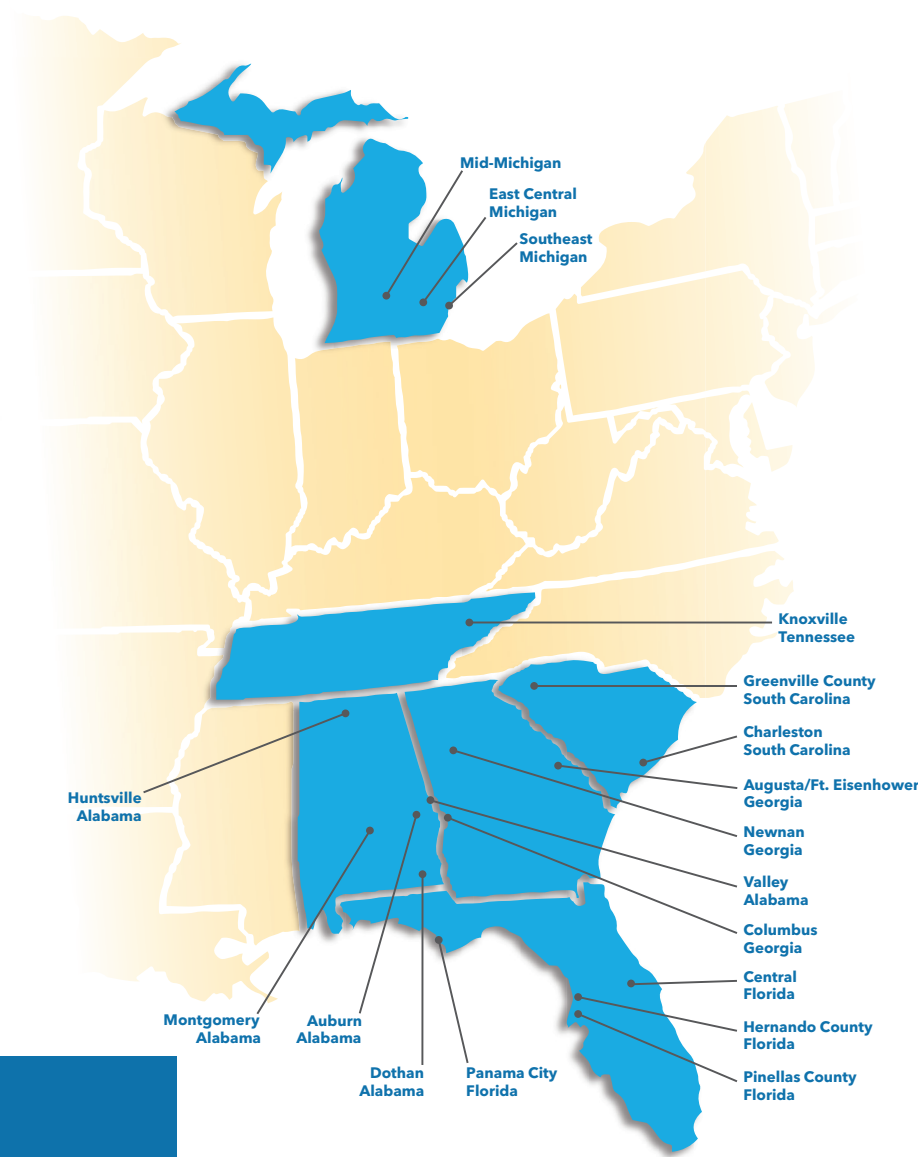 Mid-Michigan
East Central
Michigan
Southeast
Michigan
Knoxville
Tennessee
Greenville County
South Carolina
Charleston
South Carolina
Augusta/Ft. Eisenhower
Georgia
Newnan
Georgia
Valley
Alabama
Columbus
Georgia
Central
Florida
Hernando County
Florida
Pinellas County
Florida
Huntsville
Alabama
Montgomery
Alabama
Auburn
Alabama
Dothan
Alabama
Panama City
Florida